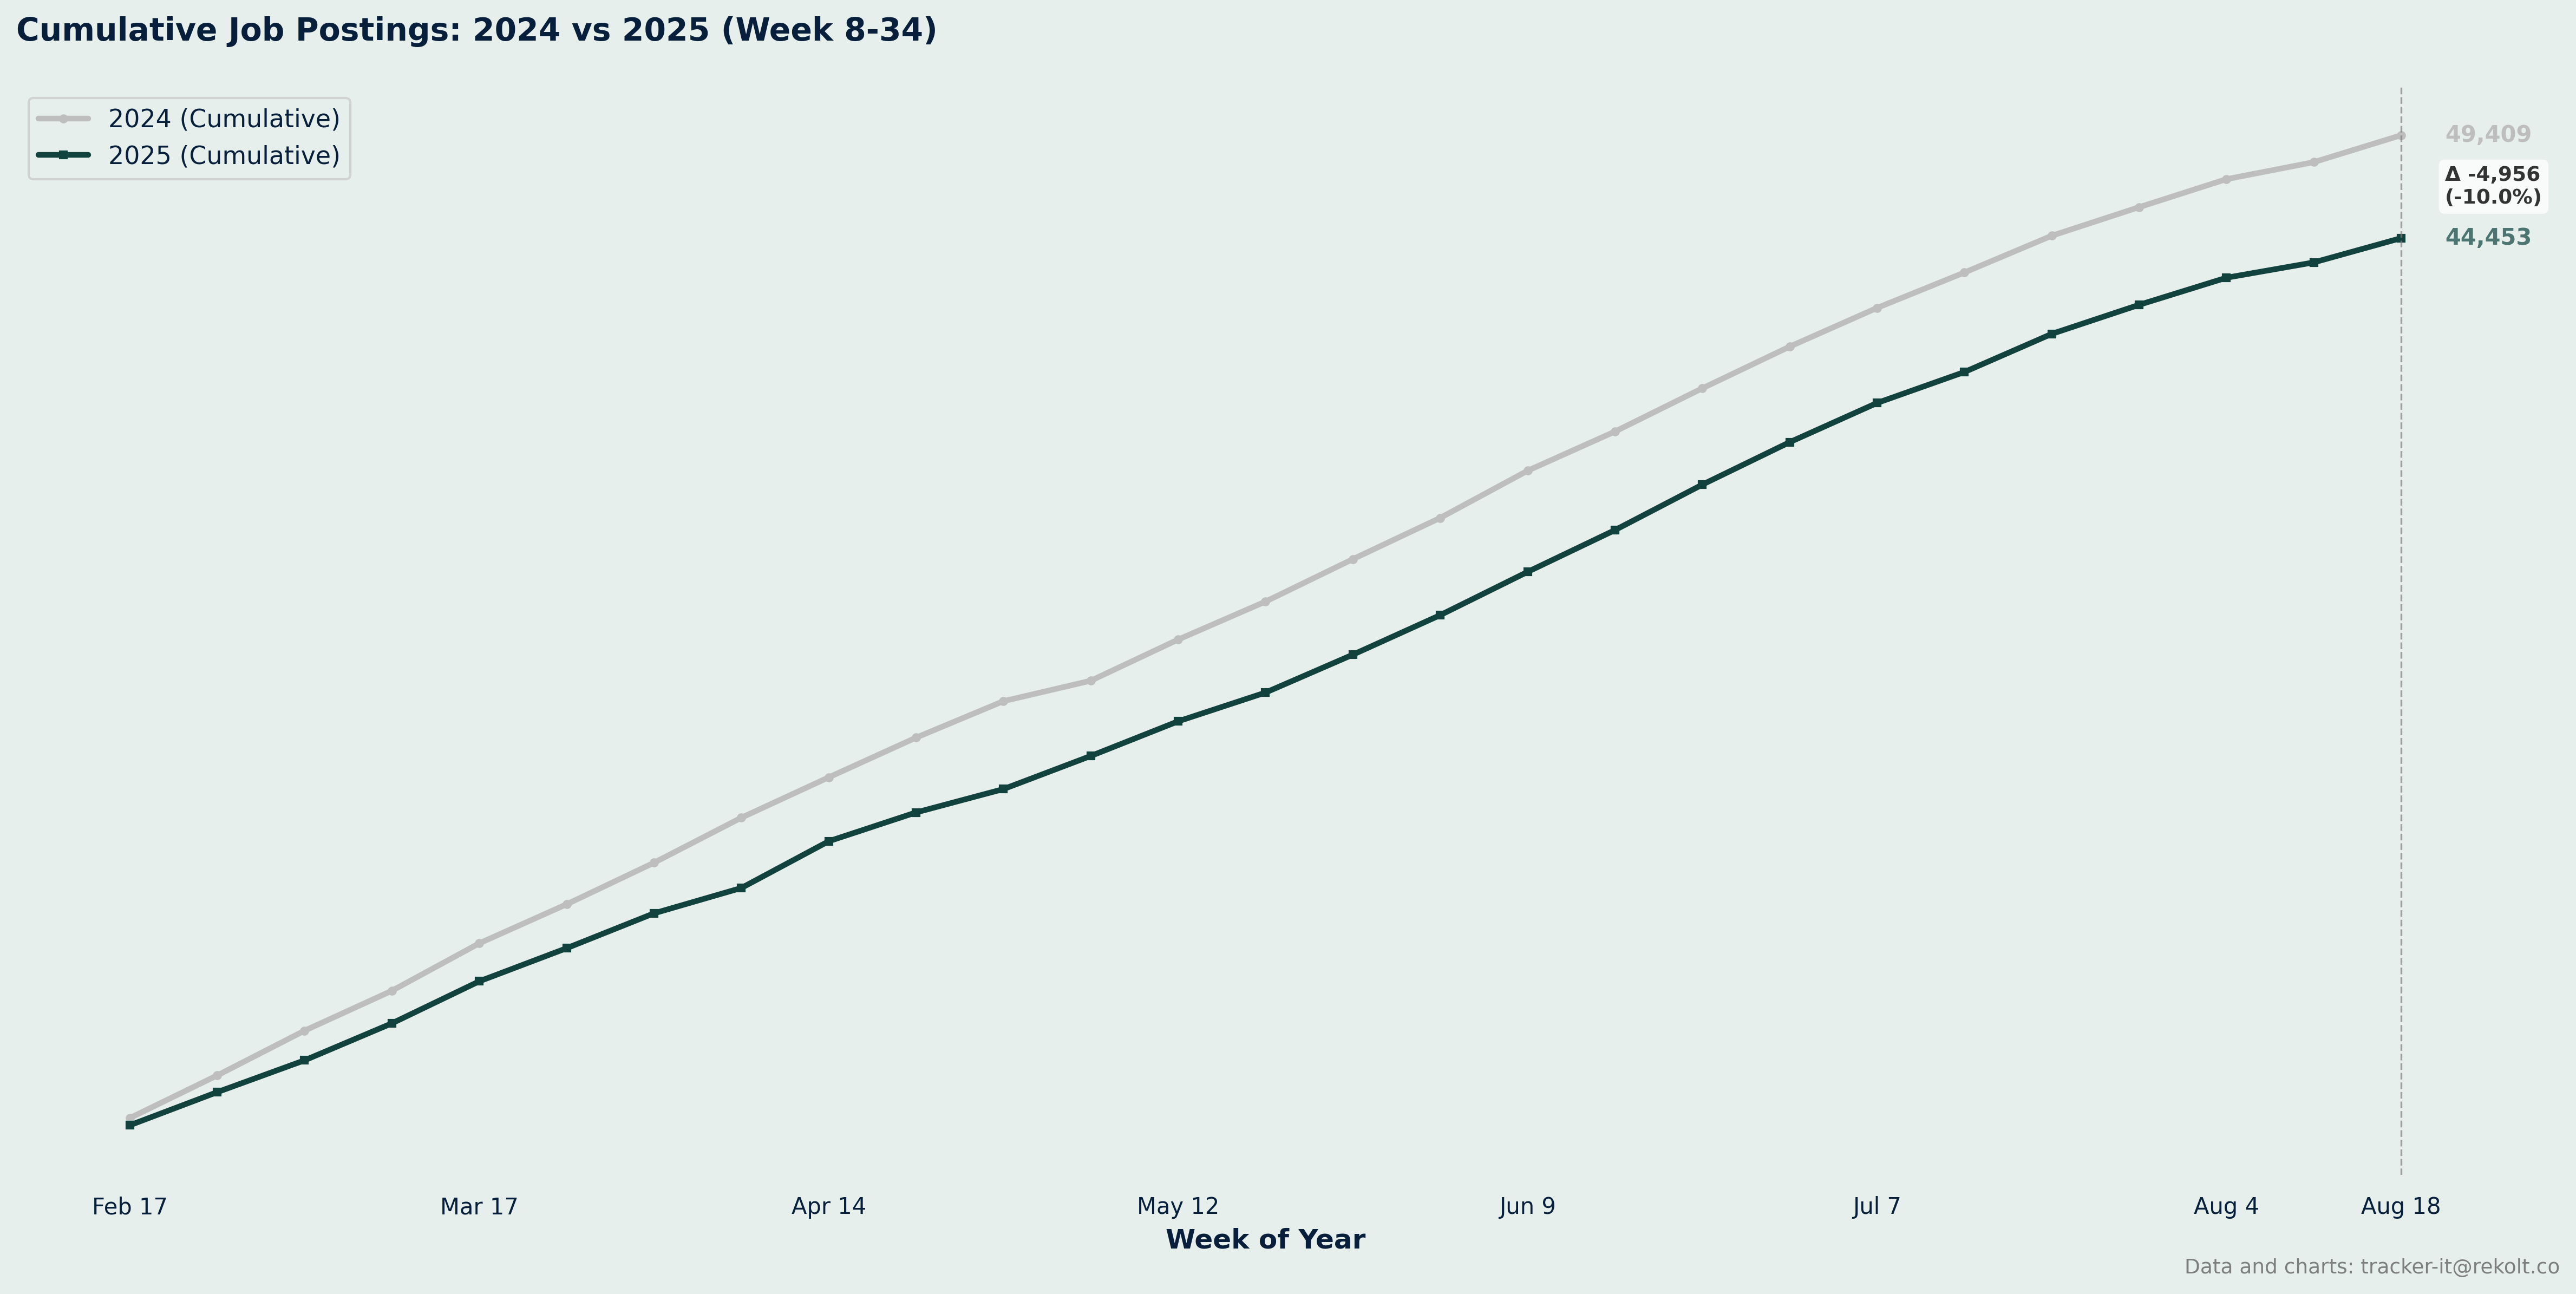 Cumulative Job Postings: 2024 vs 2025 (Week 8-34)
2024 (Cumulative)
2025 (Cumulative)
49,409
Δ -4,956
(-10.0%)
44,453
Feb 17
Mar 17
Apr 14
May 12
Jun 9
Jul 7
Aug 4
Aug 18
Week of Year
Data and charts: tracker-it@rekolt.co